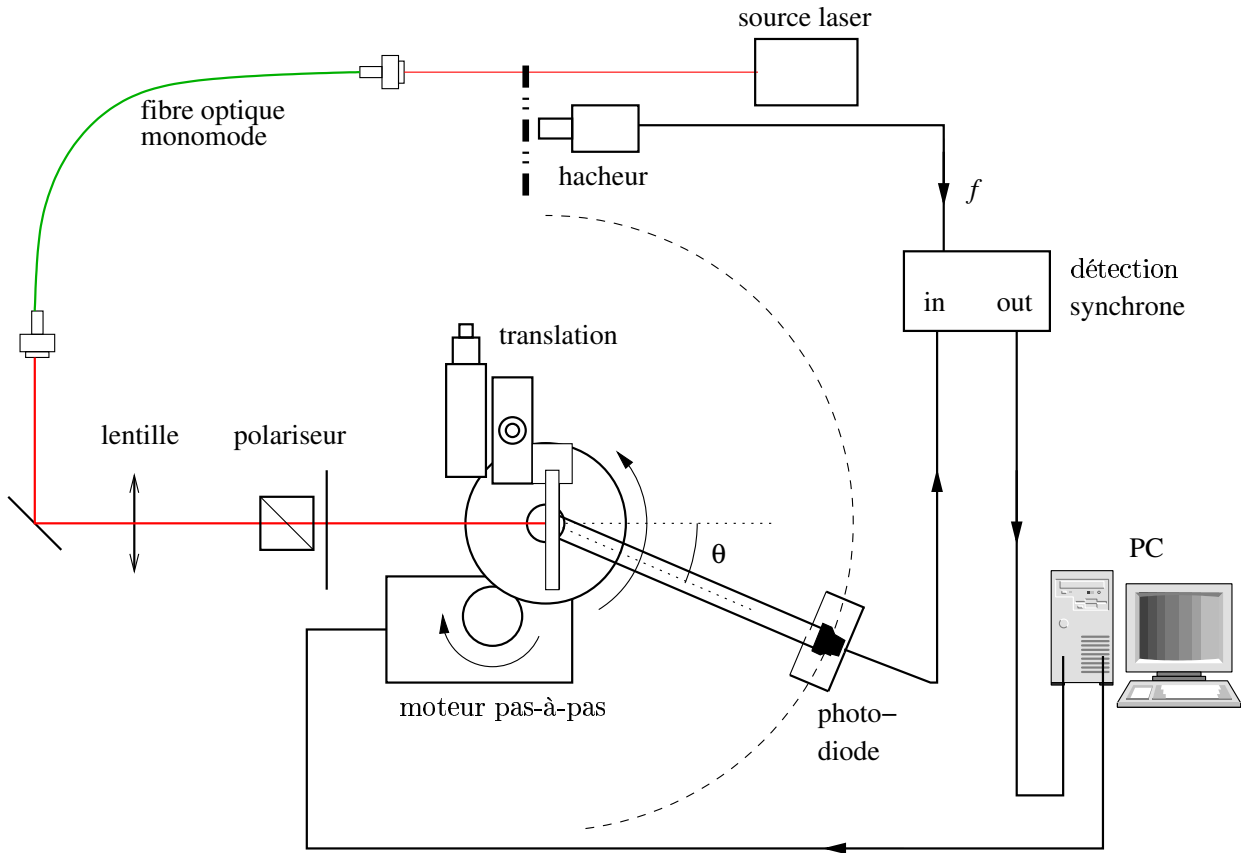 source laser
fibre optique
monomode
hacheur
f
détection
synchrone
in out
translation
lentille
polariseur
θ
PC
moteur pas-à-pas
photo−
diode